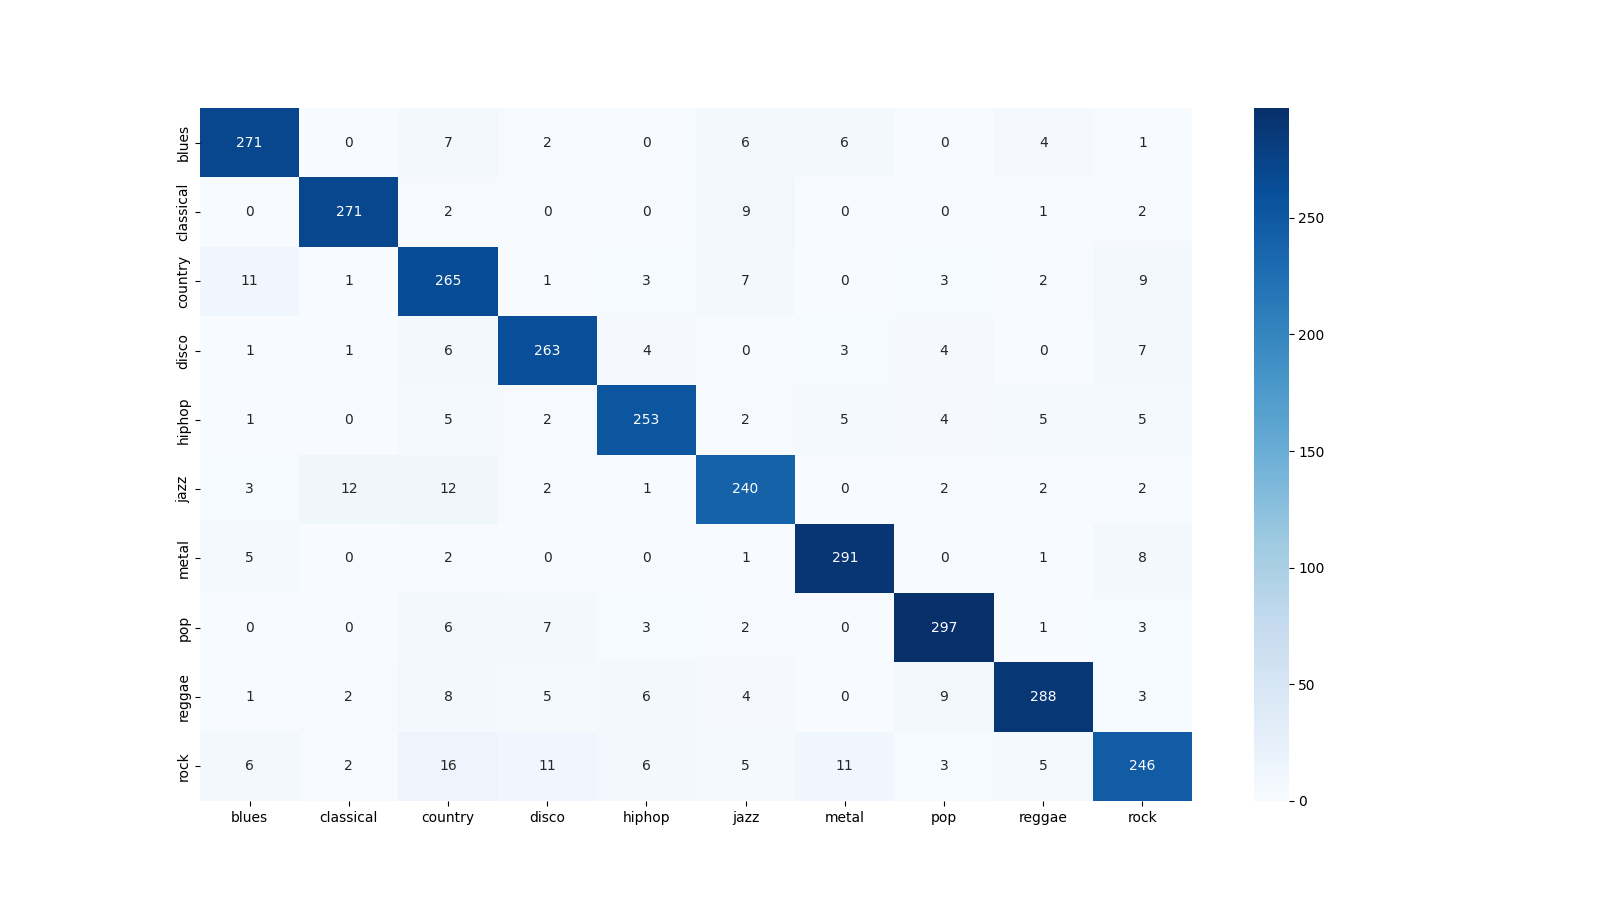 blues 271 0 7 2 0 6 6 0 4 1
classical 0 271 2 0 0 9 0 0 1 2
country 11 1 265 1 3 7 0 3 2 9
disco 1 1 6 263 4 0 3 4 0 7
hiphop 1 0 5 2 253 2 5 4 5 5
jazz 3 12 12 2 1 240 0 2 2 2
metal 5 0 2 0 0 1 291 0 1 8
pop 0 0 6 7 3 2 0 297 1 3
reggae 1 2 8 5 6 4 0 9 288 3
rock 6 2 16 11 6 5 11 3 5 246
blues classical country disco hiphop jazz metal pop reggae rock
250
200
150
100
50
0